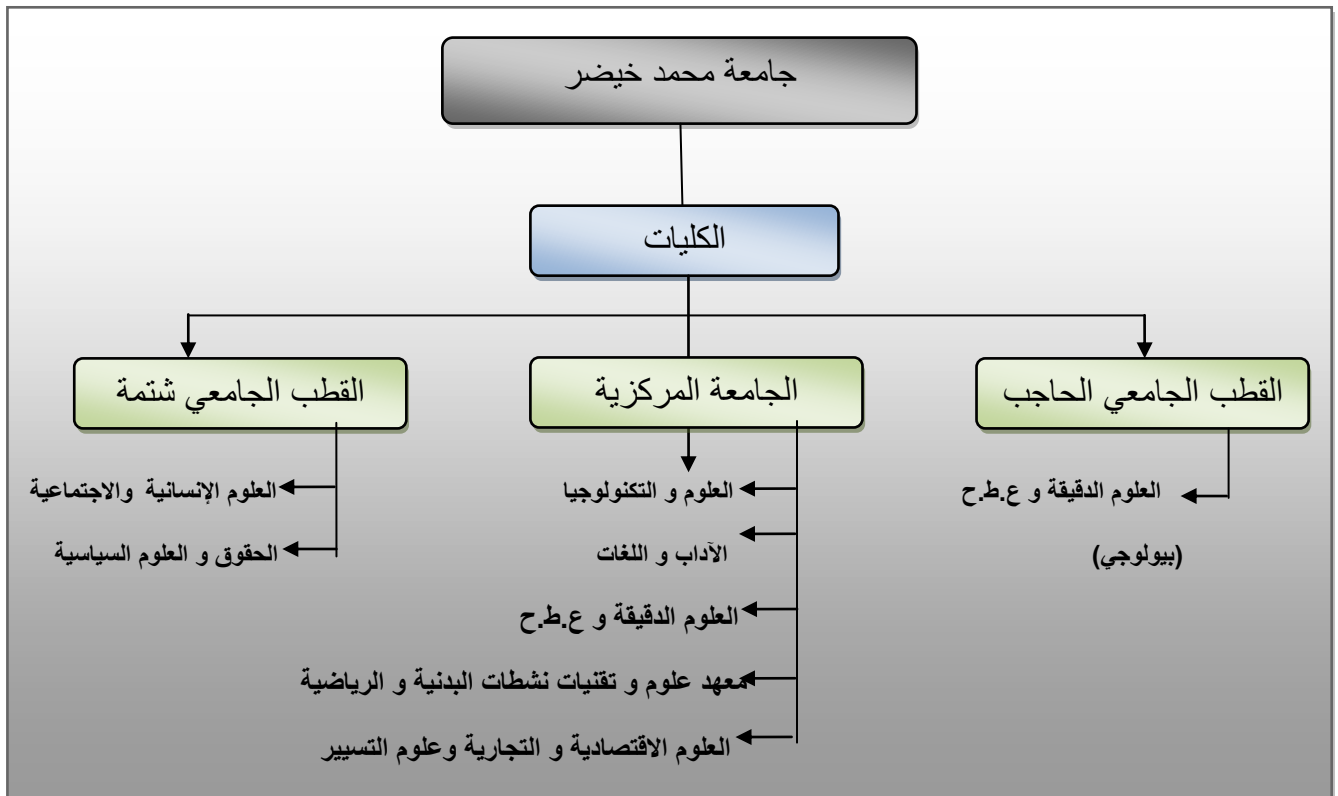 جامعة محمد خيضر
الكليات
القطب الجامعي الحاجب
العلوم الدقيقة و ع.ط.ح
(بيولوجي)
الجامعة المركزية
العلوم و التكنولوجيا
الآداب و اللغات
العلوم الدقيقة و ع.ط.ح
معهد علوم و تقنيات نشطات البدنية و الرياضية
العلوم الاقتصادية و التجارية وعلوم التسيير
القطب الجامعي شتمة
العلوم الإنسانية والاجتماعية
الحقوق و العلوم السياسية